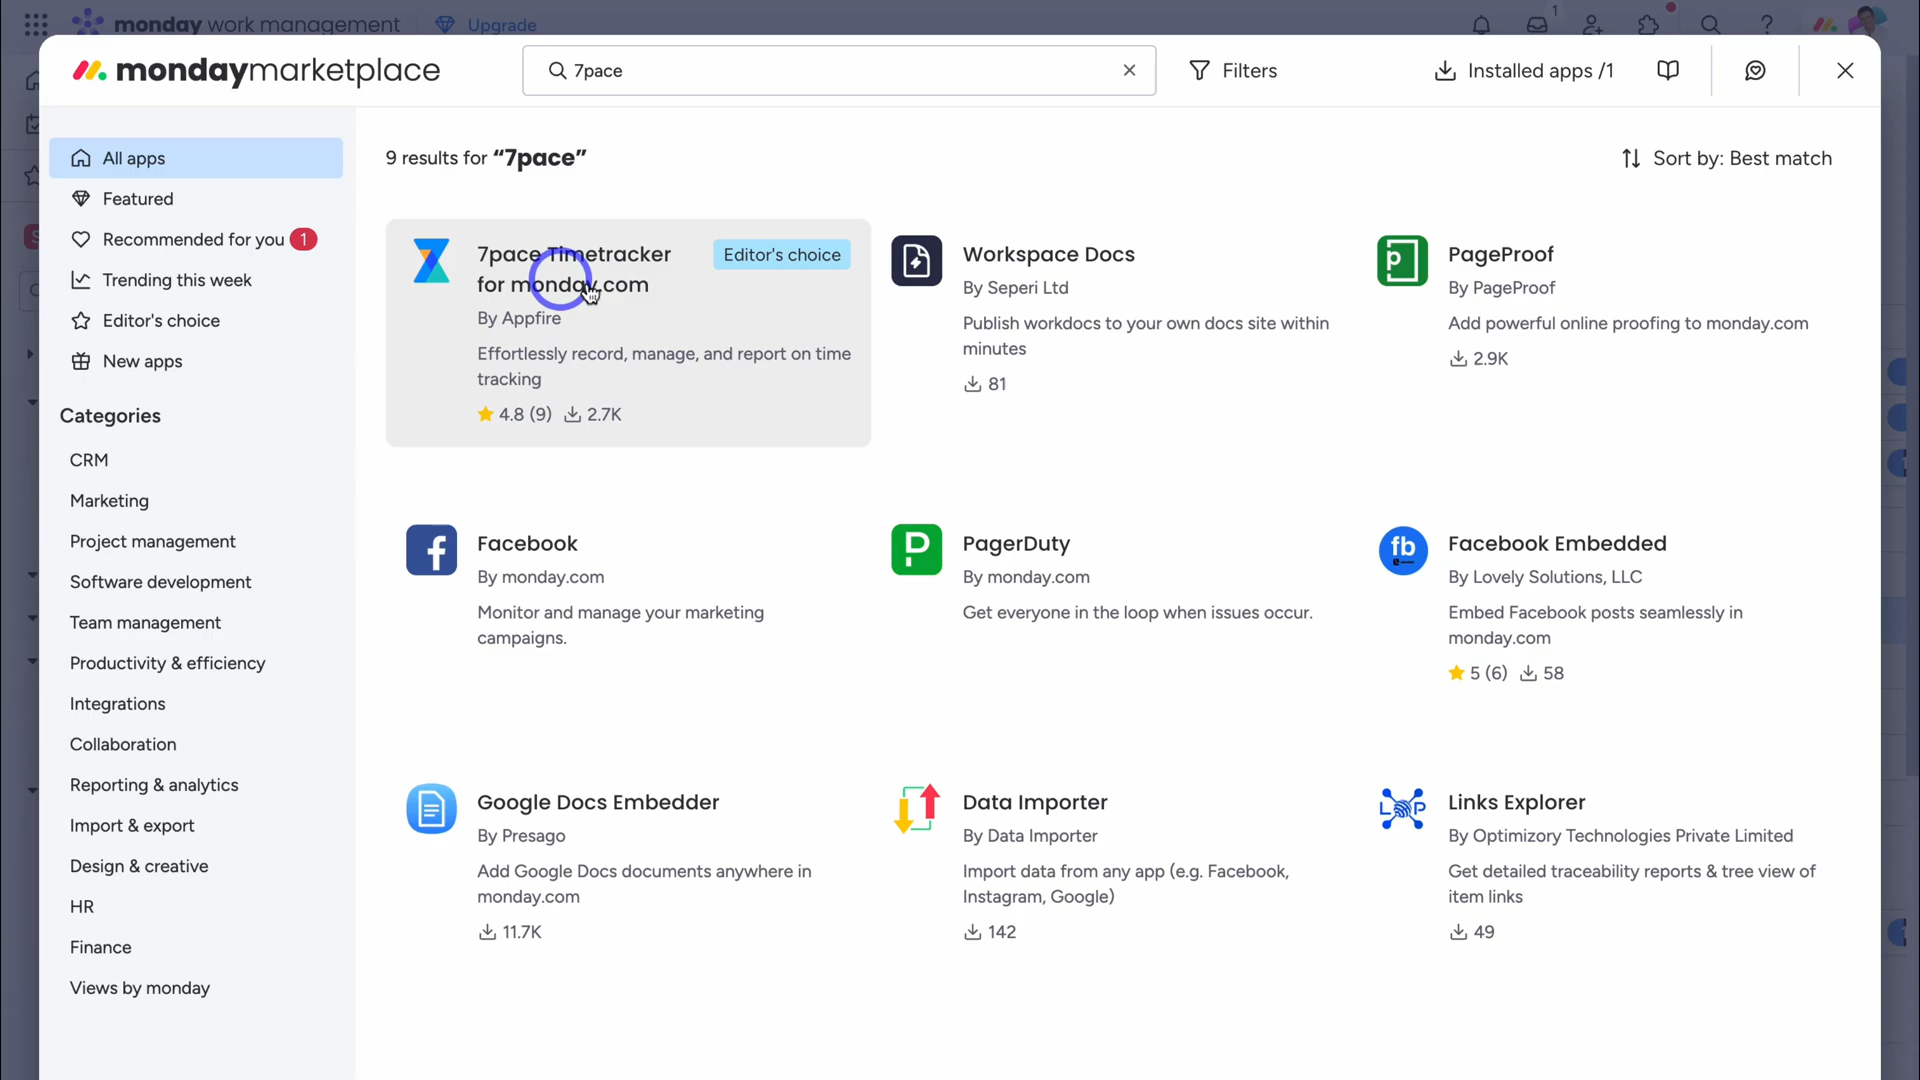 monday work management
Upgrade
1
mondaymarketplace
7pace
Filters
Installed apps /1
All apps
Featured
Recommended for you 1
Trending this week
Editor's choice
New apps
Categories
CRM
Marketing
Project management
Software development
Team management
Productivity & efficiency
Integrations
Collaboration
Reporting & analytics
Import & export
Design & creative
HR
Finance
Views by monday
9 results for “7pace”
Sort by: Best match
7pace Timetracker
for monday.com
Editor's choice
By Appfire
Effortlessly record, manage, and report on time
tracking
4.8 (9) 2.7K
Workspace Docs
By Seperi Ltd
Publish workdocs to your own docs site within
minutes
81
PageProof
By PageProof
Add powerful online proofing to monday.com
2.9K
Facebook
By monday.com
Monitor and manage your marketing
campaigns.
PagerDuty
By monday.com
Get everyone in the loop when issues occur.
fb
Facebook Embedded
By Lovely Solutions, LLC
Embed Facebook posts seamlessly in
monday.com
5 (6) 58
Google Docs Embedder
By Presago
Add Google Docs documents anywhere in
monday.com
11.7K
Data Importer
By Data Importer
Import data from any app (e.g. Facebook,
Instagram, Google)
142
Links Explorer
By Optimizory Technologies Private Limited
Get detailed traceability reports & tree view of
item links
49